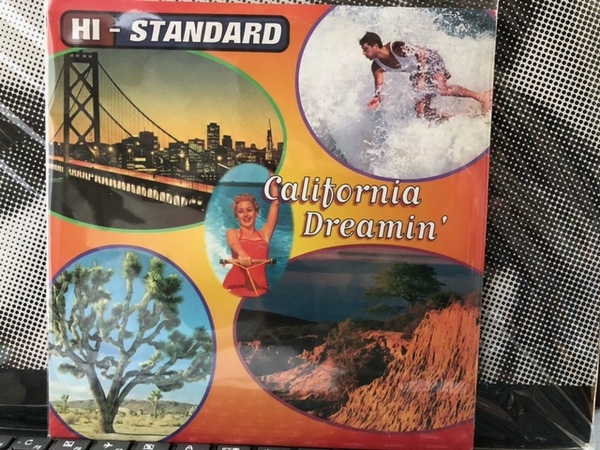 HI - STANDARD
California
Dreamin'